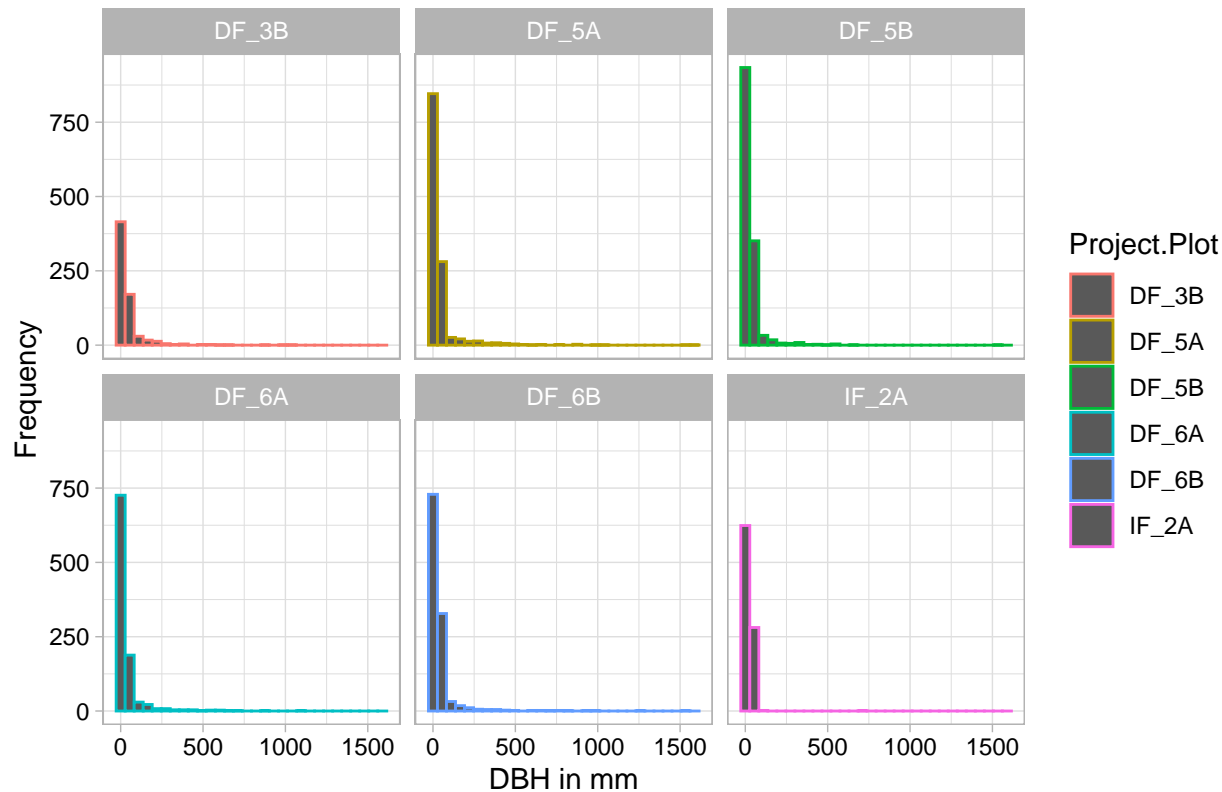 DF_3B DF_5A DF_5B
750
500
250
0
DF_6A DF_6B IF_2A
750
500
250
0
0 500 1000 1500 0 500 1000 1500 0 500 1000 1500
DBH in mm
Frequency
Project.Plot
DF_3B
DF_5A
DF_5B
DF_6A
DF_6B
IF_2A